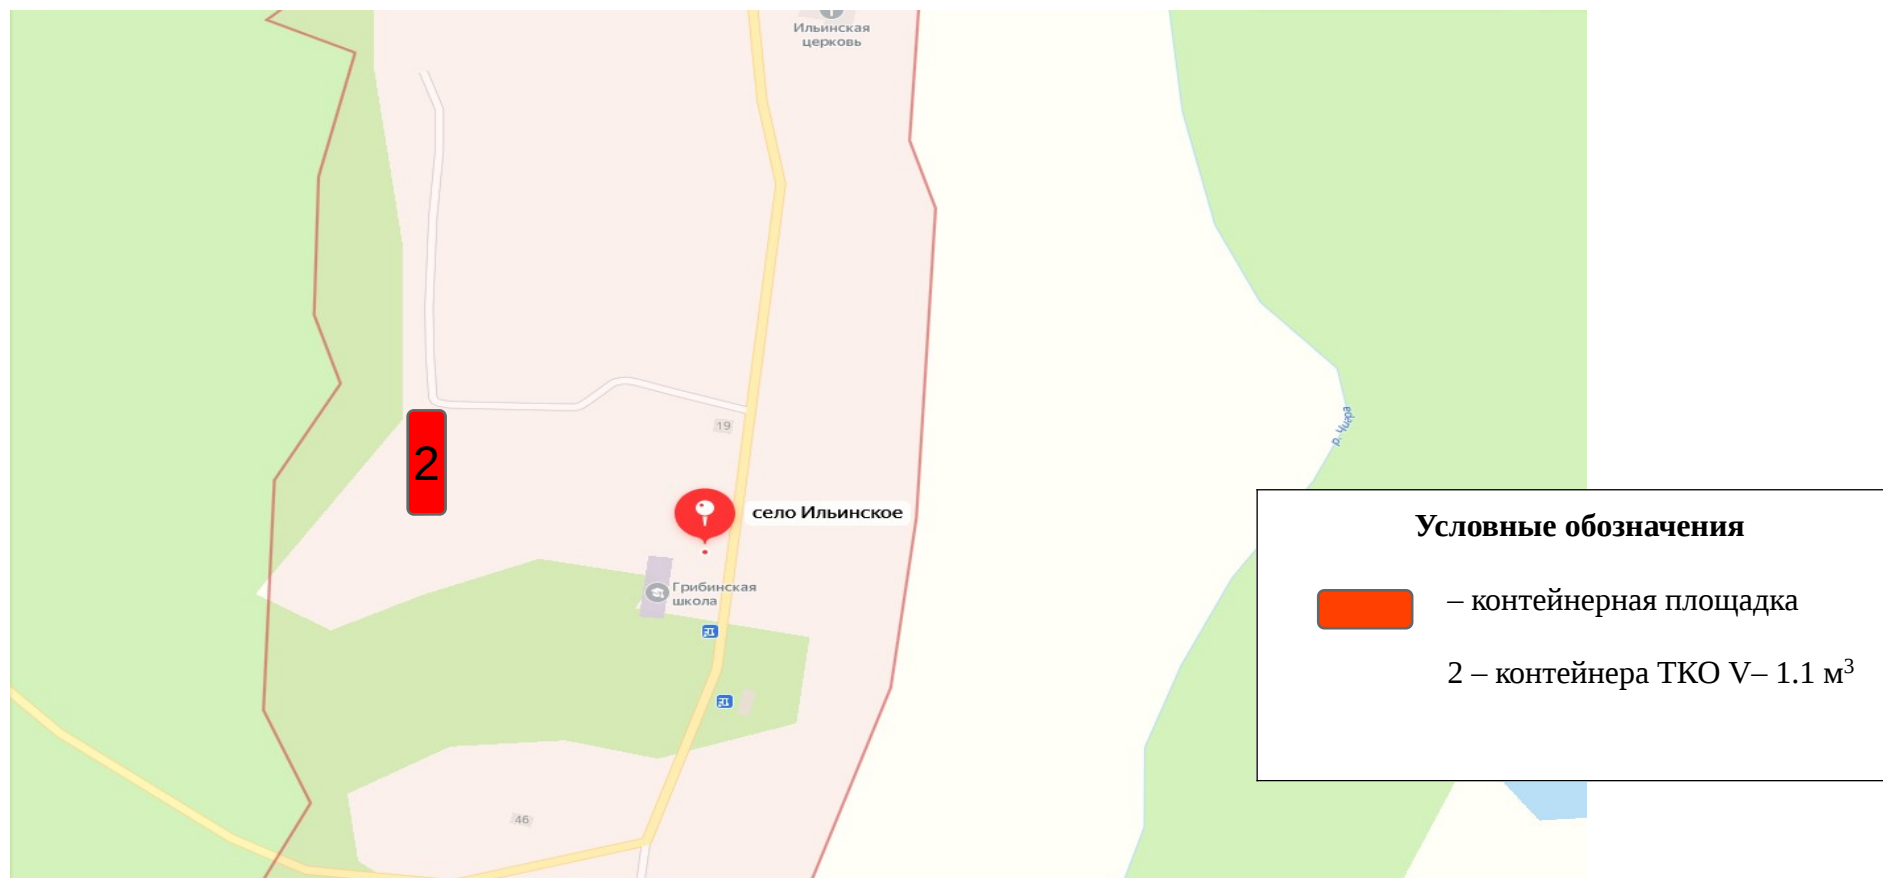 Ильинская
церковь
19
р. Чигра
2
село Ильинское
Грибинская
школа
46
Условные обозначения
– контейнерная площадка
2 – контейнера ТКО V– 1.1 м³